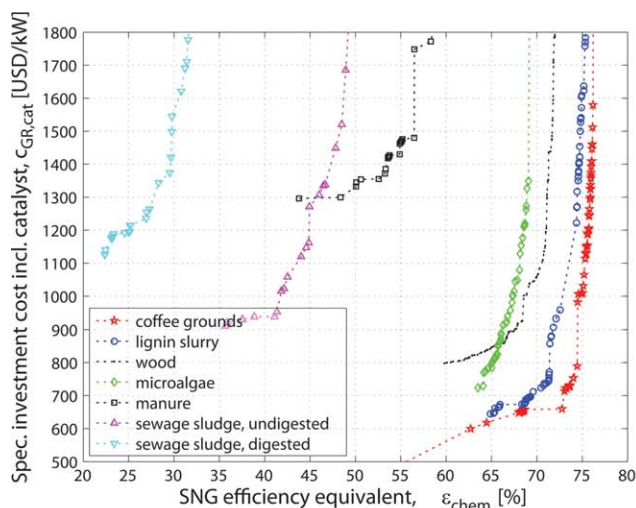 Spec. investment cost incl. catalyst, c_GR,cat [USD/kW]
1800
1700
1600
1500
1400
1300
1200
1100
1000
900
800
700
600
500
coffee grounds
lignin slurry
wood
microalgae
manure
sewage sludge, undigested
sewage sludge, digested
20 25 30 35 40 45 50 55 60 65 70 75 80
SNG efficiency equivalent, ε_chem [%]